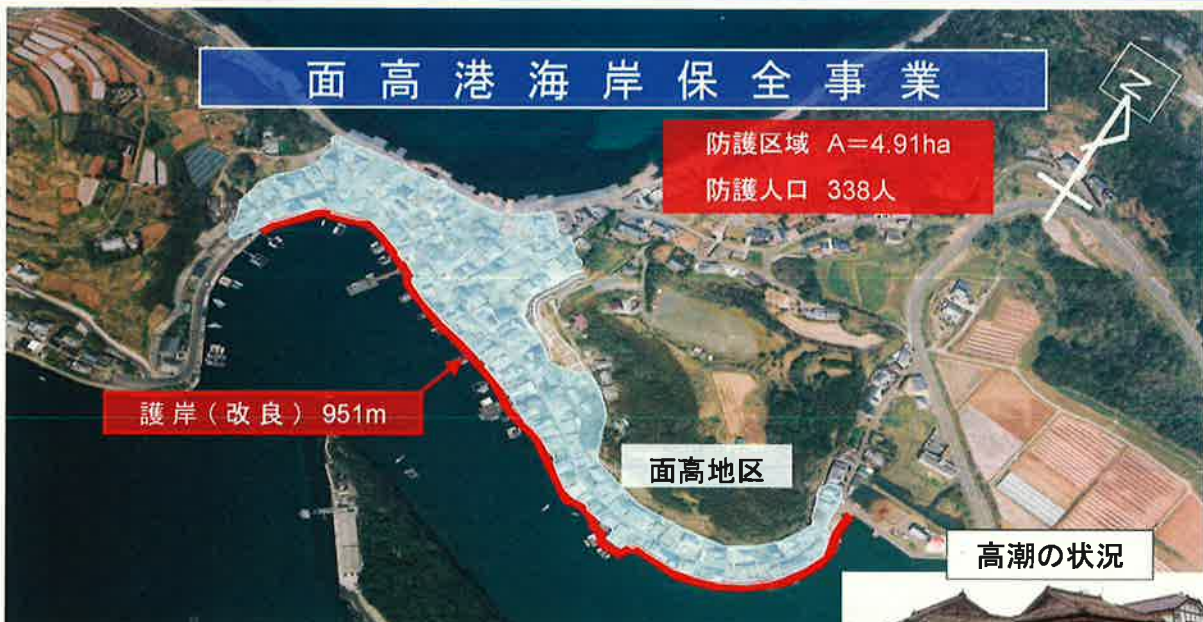 面高港海岸保全事業
防護区域 A=4.91ha
防護人口 338人
N
護岸(改良) 951m
面高地区
高潮の状況